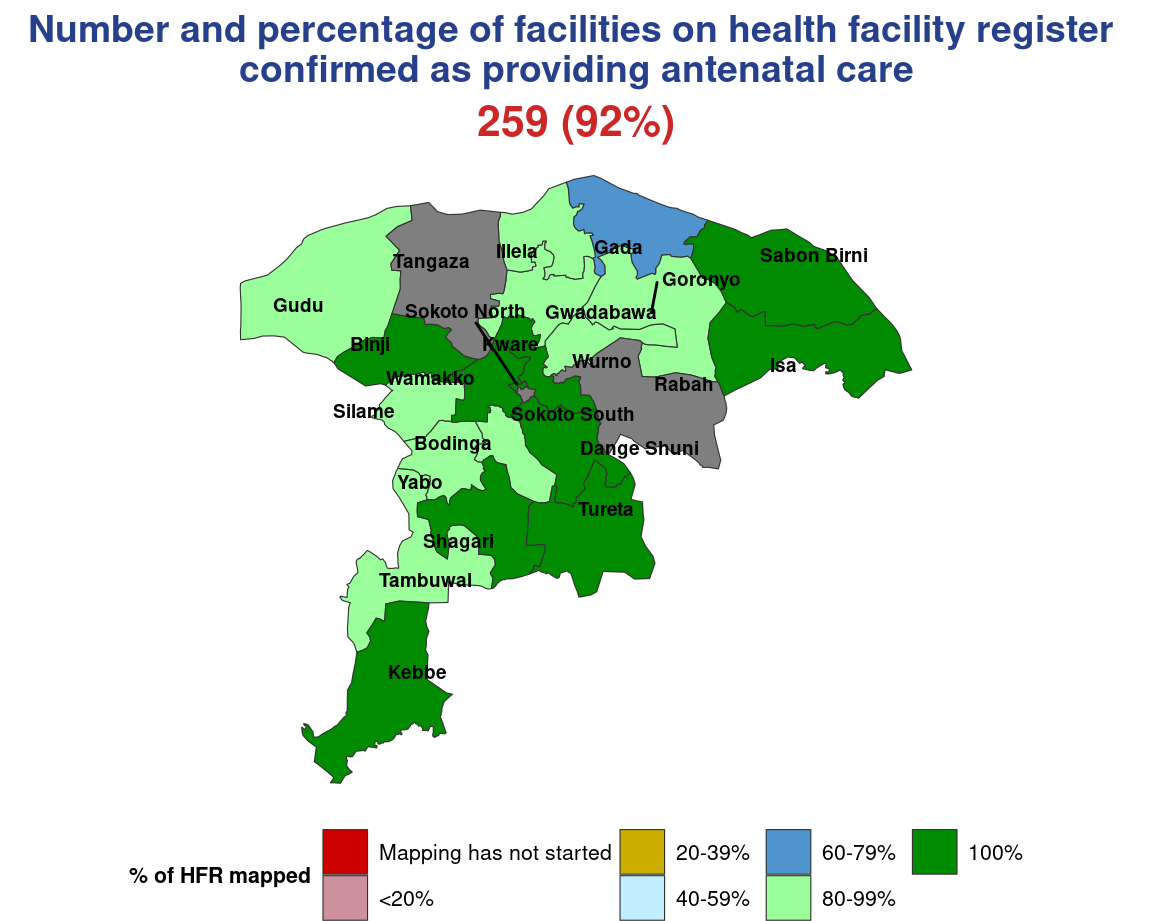 Number and percentage of facilities on health facility register
confirmed as providing antenatal care
259 (92%)
Illela
Gada
Sabon Birni
Tangaza
Goronyo
Gudu
Sokoto North
Gwadabawa
Binji
Kware
Wurno
Isa
Wamakko
Rabah
Silame
Sokoto South
Bodinga
Dange Shuni
Yabo
Tureta
Shagari
Tambuwal
Kebbe
% of HFR mapped
Mapping has not started
<20%
20-39%
40-59%
60-79%
80-99%
100%